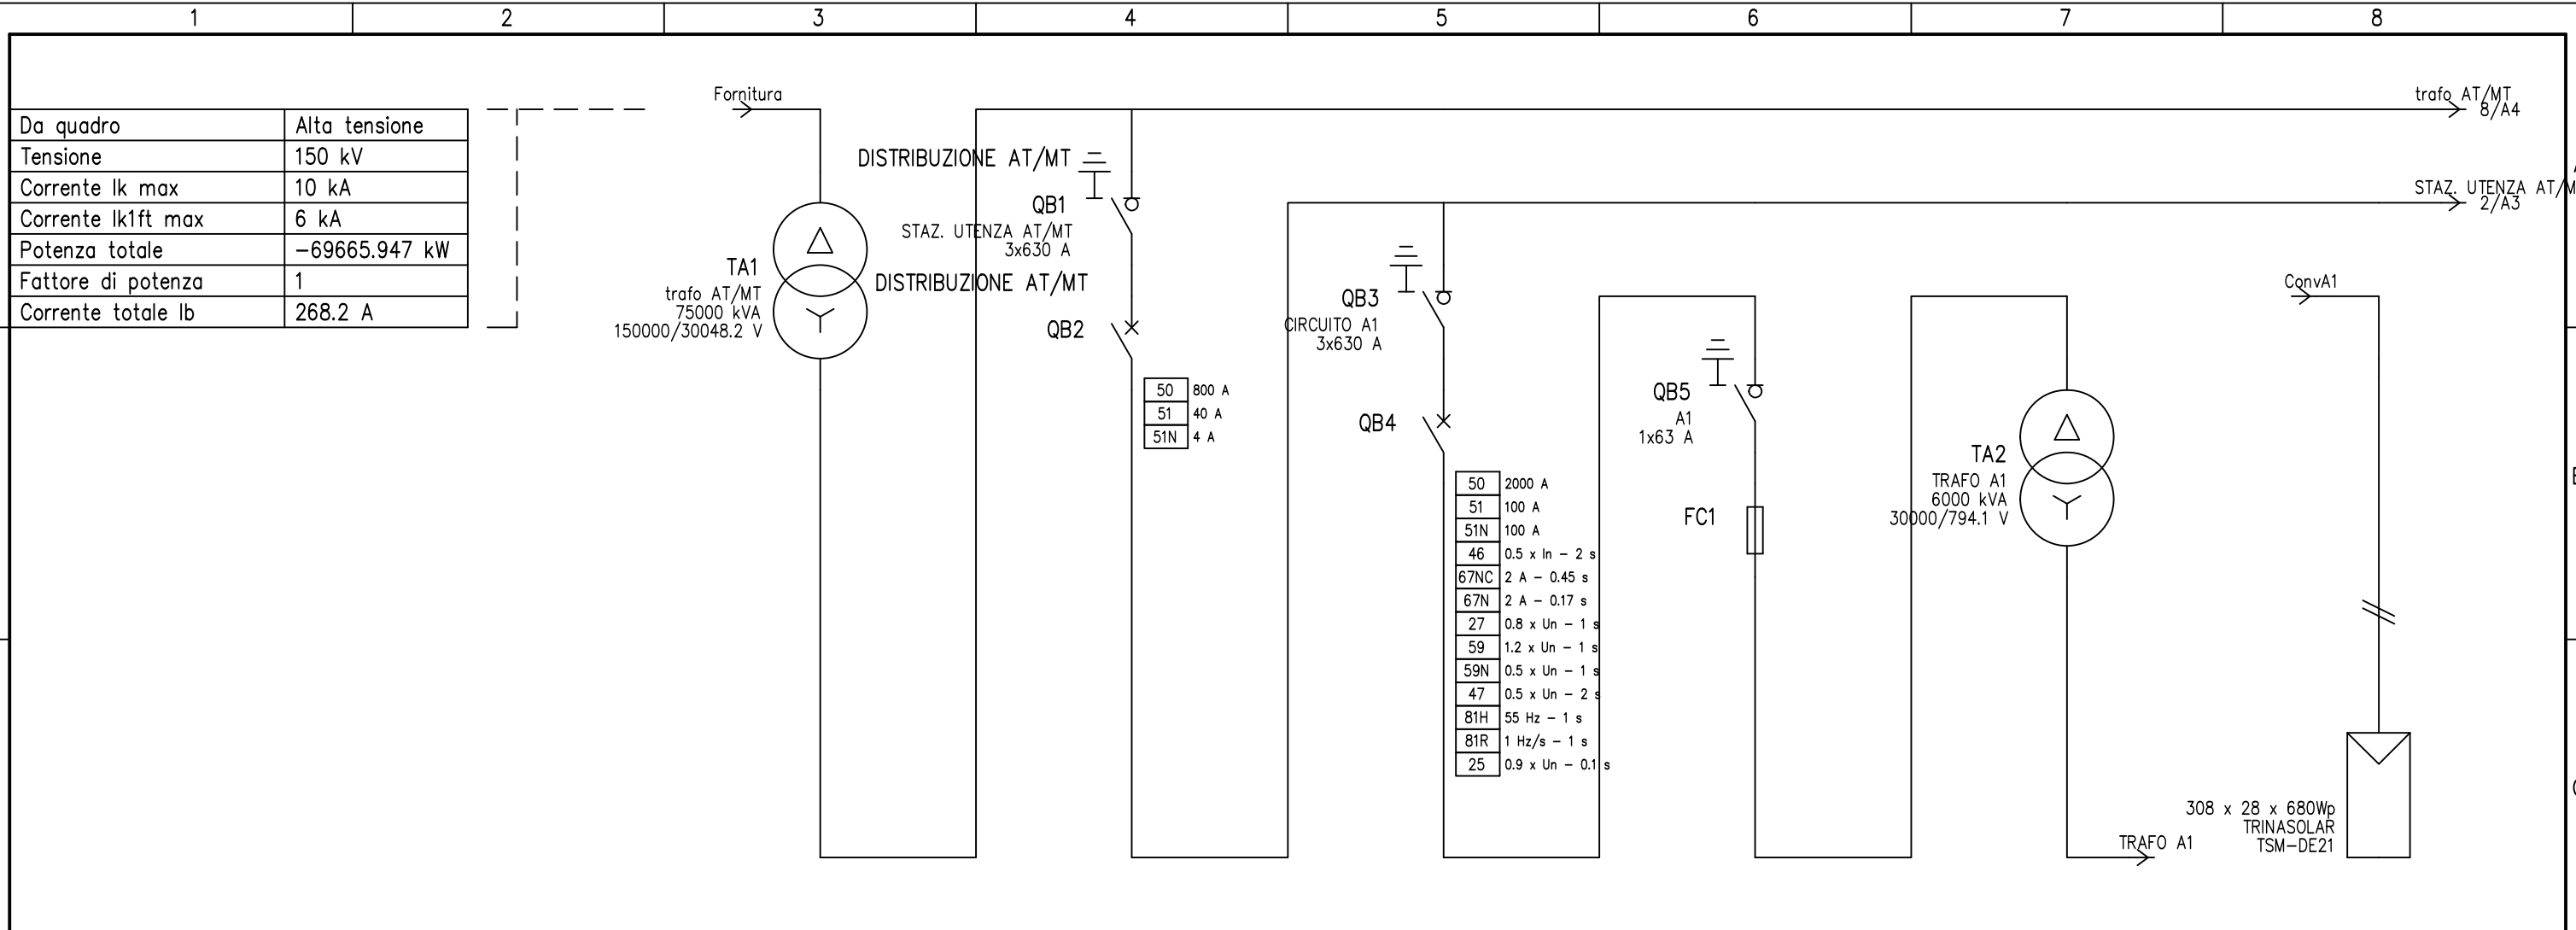 1 2 3 4 5 6 7 8
Da quadro Alta tensione
Tensione 150 kV
Corrente Ik max 10 kA
Corrente Ik1ft max 6 kA
Potenza totale −69665.947 kW
Fattore di potenza 1
Corrente totale Ib 268.2 A
Fornitura
TA1
trafo AT/MT
75000 kVA
150000/30048.2 V
DISTRIBUZIONE AT/MT
QB1
STAZ. UTENZA AT/MT
3x630 A
DISTRIBUZIONE AT/MT
QB2
50 800 A
51 40 A
51N 4 A
QB3
CIRCUITO A1
3x630 A
QB4
50 2000 A
51 100 A
51N 100 A
46 0.5 x In − 2 s
67NC 2 A − 0.45 s
67N 2 A − 0.17 s
27 0.8 x Un − 1 s
59 1.2 x Un − 1 s
59N 0.5 x Un − 1 s
47 0.5 x Un − 2 s
81H 55 Hz − 1 s
81R 1 Hz/s − 1 s
25 0.9 x Un − 0.1 s
QB5
A1
1x63 A
FC1
TA2
TRAFO A1
6000 kVA
30000/794.1 V
TRAFO A1
trafo AT/MT
8/A4
STAZ. UTENZA AT/M
2/A3
ConvA1
308 x 28 x 680Wp
TRINASOLAR
TSM−DE21